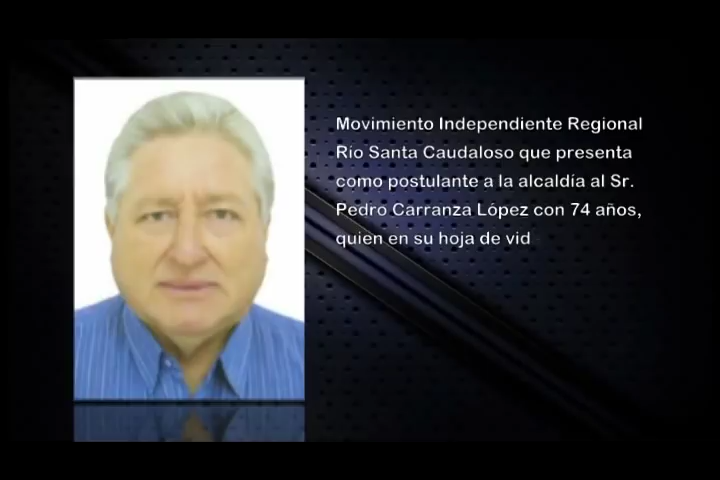 Movimiento Independiente Regional
Río Santa Caudaloso que presenta
como postulante a la alcaldía al Sr.
Pedro Carranza López con 74 años,
quien en su hoja de vid